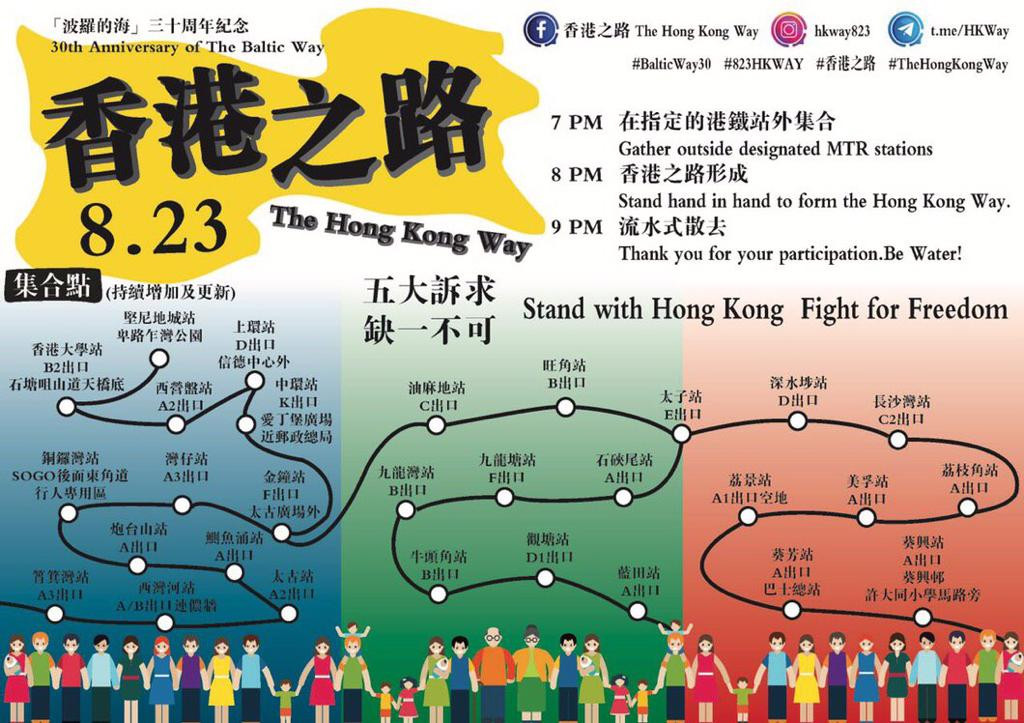 「波羅的海」三十周年紀念
30th Anniversary of The Baltic Way
香港之路
8.23
The Hong Kong Way
香港之路 The Hong Kong Way
hkway823
t.me/HKWay
#BalticWay30 #823HKWAY #香港之路 #TheHongKongWay
7 PM 在指定的港鐵站外集合
Gather outside designated MTR stations
8 PM 香港之路形成
Stand hand in hand to form the Hong Kong Way.
9 PM 流水式散去
Thank you for your participation.Be Water!
集合點 (持續增加及更新)
五大訴求
缺一不可
Stand with Hong Kong Fight for Freedom
堅尼地城站
卑路乍灣公園
香港大學站
B2出口
石塘咀山道天橋底
西營盤站
A2出口
上環站
D出口
信德中心外
中環站
K出口
愛丁堡廣場
近郵政總局
金鐘站
F出口
太古廣場外
灣仔站
A3出口
銅鑼灣站
SOGO後面東角道
行人專用區
炮台山站
A出口
鰂魚涌站
A出口
太古站
A2出口
西灣河站
A/B出口連儂牆
筲箕灣站
A3出口
油麻地站
C出口
旺角站
B出口
太子站
E出口
石硤尾站
A出口
九龍塘站
F出口
九龍灣站
B出口
牛頭角站
B出口
觀塘站
D1出口
藍田站
A出口
深水埗站
D出口
長沙灣站
C2出口
荔枝角站
A出口
美孚站
A出口
荔景站
A1出口空地
葵芳站
A出口
巴士總站
葵興站
A出口
葵興邨
許大同小學馬路旁